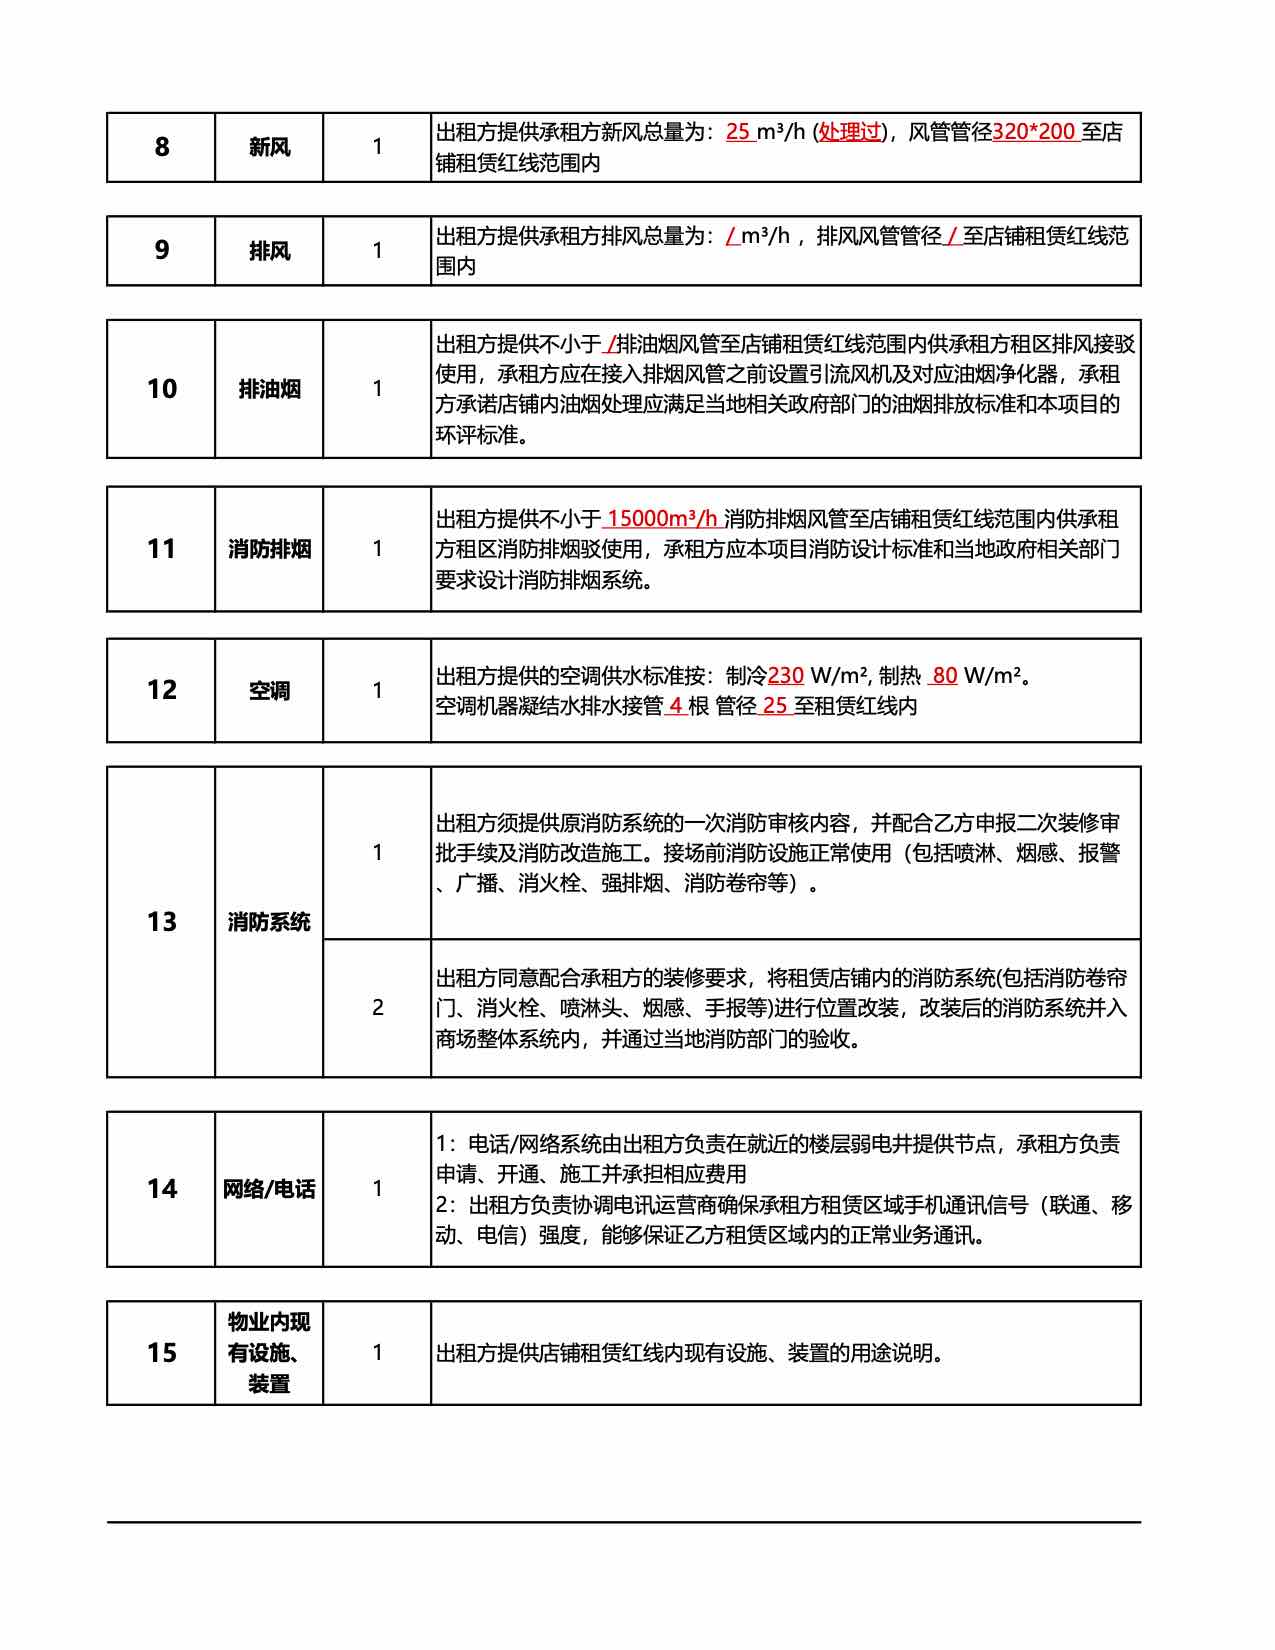 8 新风 1 出租方提供承租方新风总量为：25 m³/h (处理过)，风管管径320*200 至店
铺租赁红线范围内
9 排风 1 出租方提供承租方排风总量为：/ m³/h ，排风风管管径 / 至店铺租赁红线范
围内
10 排油烟 1 出租方提供不小于 /排油烟风管至店铺租赁红线范围内供承租方租区排风接驳
使用，承租方应在接入排烟风管之前设置引流风机及对应油烟净化器，承租
方承诺店铺内油烟处理应满足当地相关政府部门的油烟排放标准和本项目的
环评标准。
11 消防排烟 1 出租方提供不小于 15000m³/h 消防排烟风管至店铺租赁红线范围内供承租
方租区消防排烟驳使用，承租方应本项目消防设计标准和当地政府相关部门
要求设计消防排烟系统。
12 空调 1 出租方提供的空调供水标准按：制冷230 W/m², 制热 80 W/m²。
空调机器凝结水排水接管 4 根 管径 25 至租赁红线内
13 消防系统 1 出租方须提供原消防系统的一次消防审核内容，并配合乙方申报二次装修审
批手续及消防改造施工。接场前消防设施正常使用（包括喷淋、烟感、报警
、广播、消火栓、强排烟、消防卷帘等）。
2 出租方同意配合承租方的装修要求，将租赁店铺内的消防系统(包括消防卷帘
门、消火栓、喷淋头、烟感、手报等)进行位置改装，改装后的消防系统并入
商场整体系统内，并通过当地消防部门的验收。
14 网络/电话 1 1：电话/网络系统由出租方负责在就近的楼层弱电井提供节点，承租方负责
申请、开通、施工并承担相应费用
2：出租方负责协调电讯运营商确保承租方租赁区域手机通讯信号（联通、移
动、电信）强度，能够保证乙方租赁区域内的正常业务通讯。
15 物业内现
有设施、
装置 1 出租方提供店铺租赁红线内现有设施、装置的用途说明。